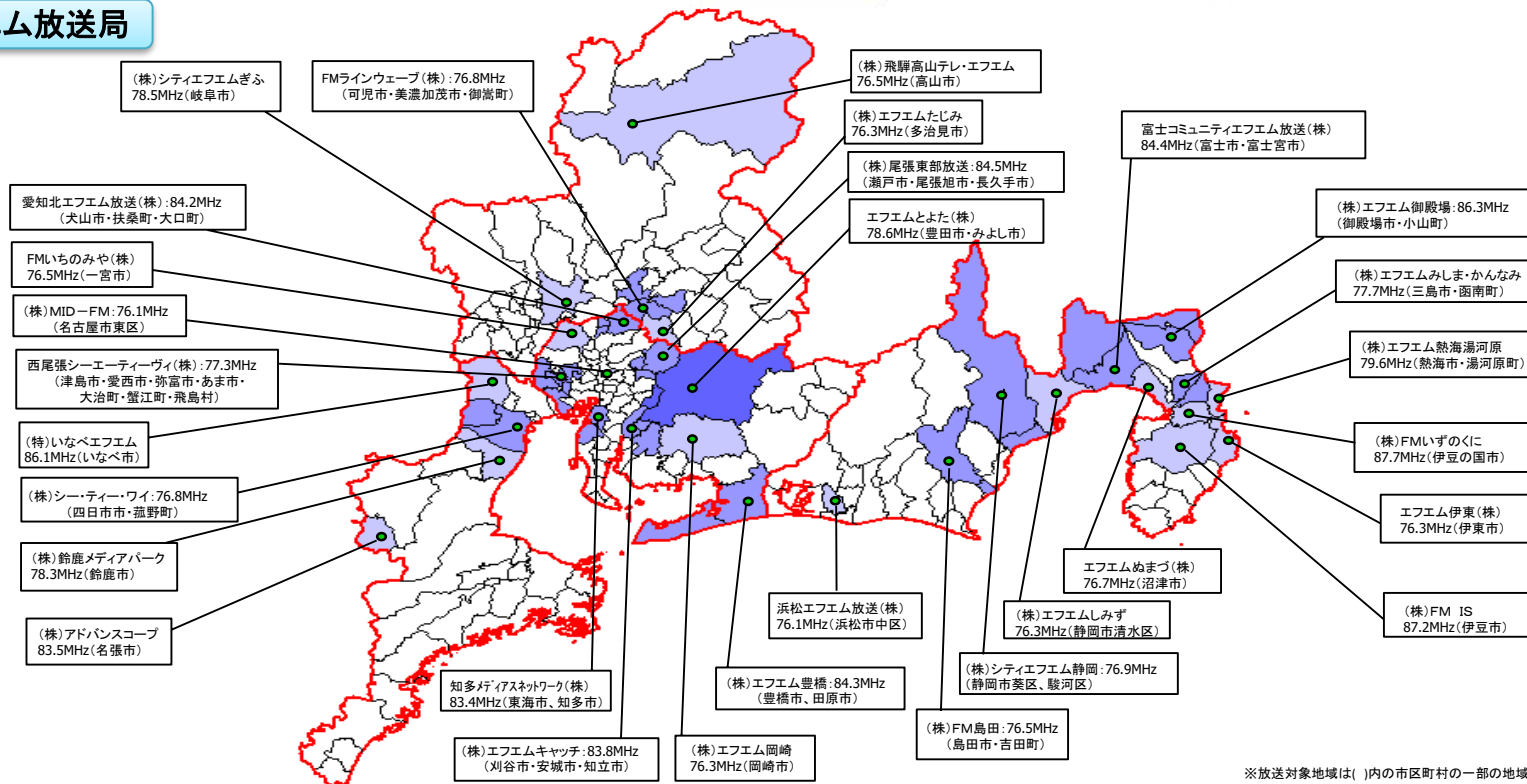 ム放送局
(株)シティエフエムぎふ
78.5MHz(岐阜市)
FMラインウェーブ(株):76.8MHz
(可児市・美濃加茂市・御嵩町)
(株)飛騨高山テレ・エフエム
76.5MHz(高山市)
(株)エフエムたじみ
76.3MHz(多治見市)
(株)尾張東部放送:84.5MHz
(瀬戸市・尾張旭市・長久手市)
エフエムとよた(株)
78.6MHz(豊田市・みよし市)
富士コミュニティエフエム放送(株)
84.4MHz(富士市・富士宮市)
(株)エフエム御殿場:86.3MHz
(御殿場市・小山町)
(株)エフエムみしま・かんなみ
77.7MHz(三島市・函南町)
(株)エフエム熱海湯河原
79.6MHz(熱海市・湯河原町)
(株)FMいずのくに
87.7MHz(伊豆の国市)
エフエム伊東(株)
76.3MHz(伊東市)
(株)FM IS
87.2MHz(伊豆市)
愛知北エフエム放送(株):84.2MHz
(犬山市・扶桑町・大口町)
FMいちのみや(株)
76.5MHz(一宮市)
(株)MID-FM:76.1MHz
(名古屋市東区)
西尾張シーエーティーヴィ(株):77.3MHz
(津島市・愛西市・弥富市・あま市・
大治町・蟹江町・飛島村)
(特)いなべエフエム
86.1MHz(いなべ市)
(株)シー・ティー・ワイ:76.8MHz
(四日市市・菰野町)
(株)鈴鹿メディアパーク
78.3MHz(鈴鹿市)
(株)アドバンスコープ
83.5MHz(名張市)
知多メディアスネットワーク(株)
83.4MHz(東海市、知多市)
(株)エフエムキャッチ:83.8MHz
(刈谷市・安城市・知立市)
(株)エフエム岡崎
76.3MHz(岡崎市)
(株)エフエム豊橋:84.3MHz
(豊橋市、田原市)
浜松エフエム放送(株)
76.1MHz(浜松市中区)
(株)FM島田:76.5MHz
(島田市・吉田町)
(株)シティエフエム静岡:76.9MHz
(静岡市葵区、駿河区)
(株)エフエムしみず
76.3MHz(静岡市清水区)
エフエムぬまづ(株)
76.7MHz(沼津市)
※放送対象地域は( )内の市区町村の一部の地域